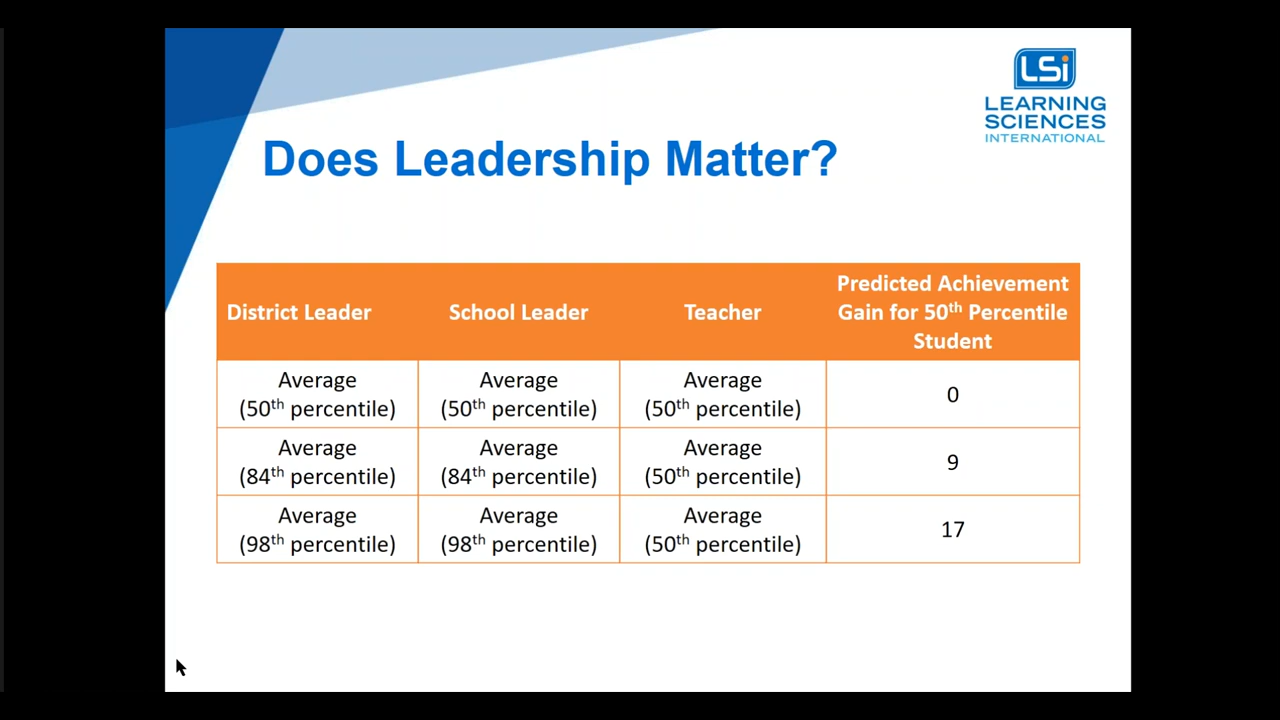 LSi
LEARNING
SCIENCES
INTERNATIONAL
Does Leadership Matter?
District Leader
School Leader
Teacher
Predicted Achievement
Gain for 50th Percentile
Student
Average
(50th percentile)
Average
(50th percentile)
Average
(50th percentile)
0
Average
(84th percentile)
Average
(84th percentile)
Average
(50th percentile)
9
Average
(98th percentile)
Average
(98th percentile)
Average
(50th percentile)
17